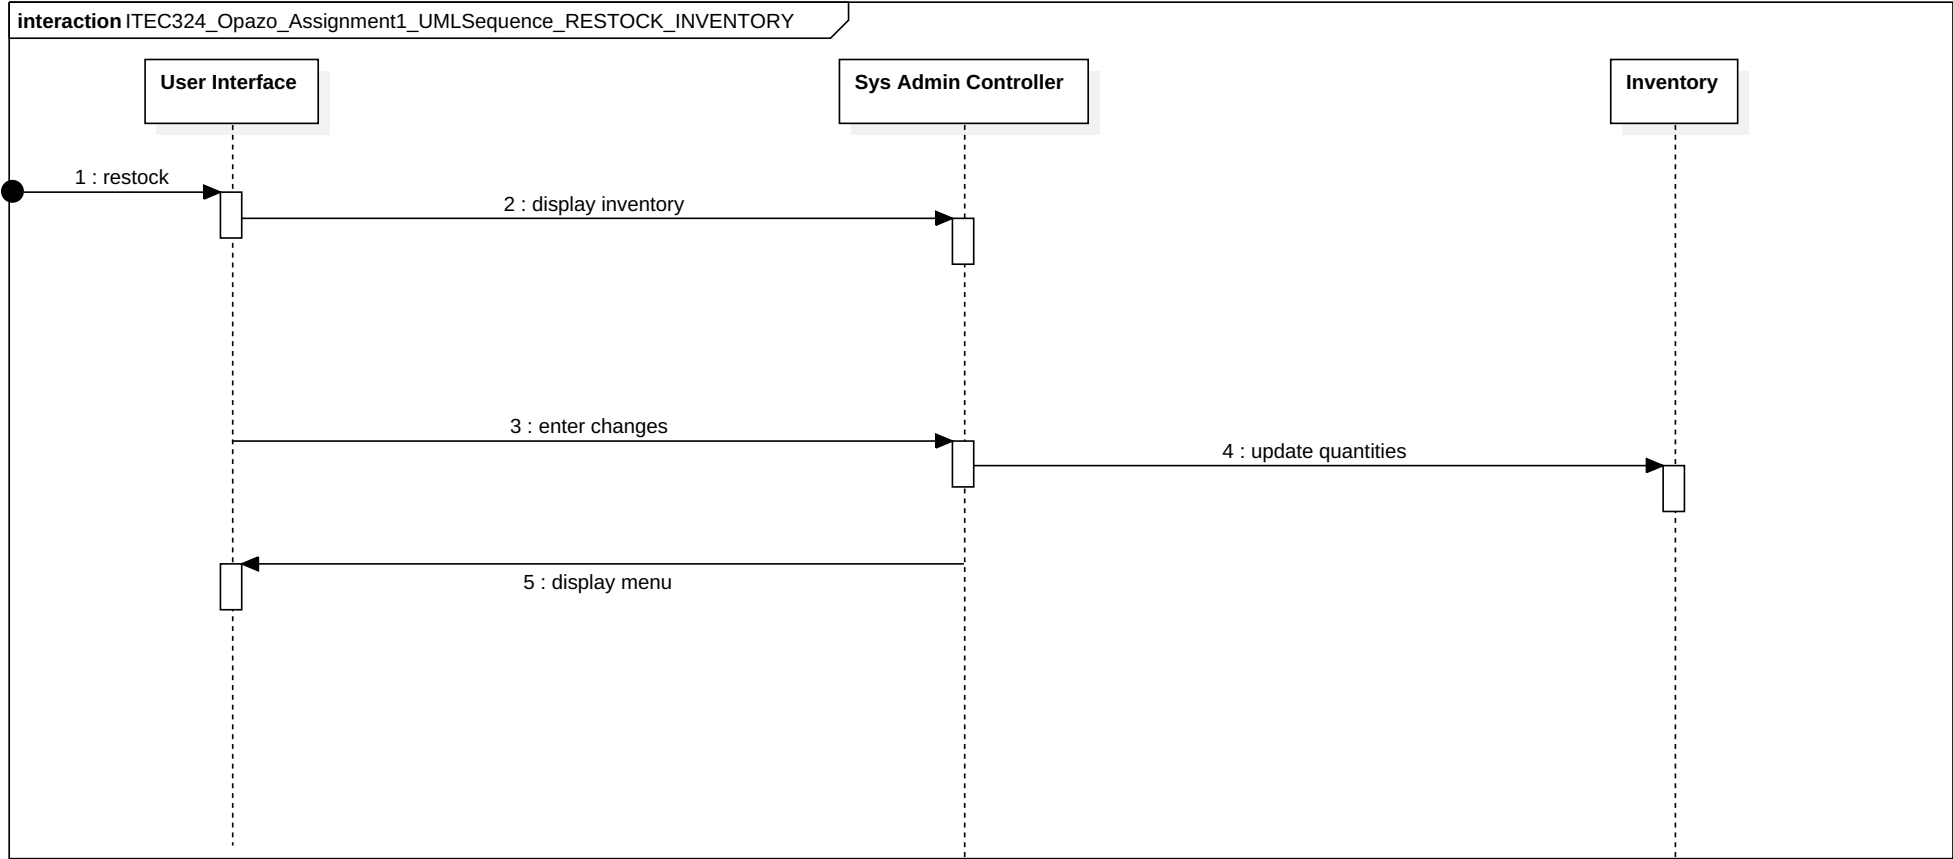 interaction ITEC324_Opazo_Assignment1_UMLSequence_RESTOCK_INVENTORY
User Interface
Sys Admin Controller
Inventory
1 : restock
2 : display inventory
3 : enter changes
4 : update quantities
5 : display menu